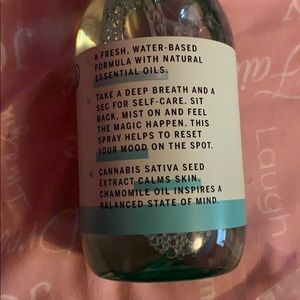 A FRESH, WATER-BASED
FORMULA WITH NATURAL
ESSENTIAL OILS.
TAKE A DEEP BREATH AND A
SEC FOR SELF-CARE. SIT
BACK, MIST ON AND FEEL
THE MAGIC HAPPEN. THIS
SPRAY HELPS TO RESET
YOUR MOOD ON THE SPOT.
CANNABIS SATIVA SEED
EXTRACT CALMS SKIN.
CHAMOMILE OIL INSPIRES A
BALANCED STATE OF MIND.
Laugh